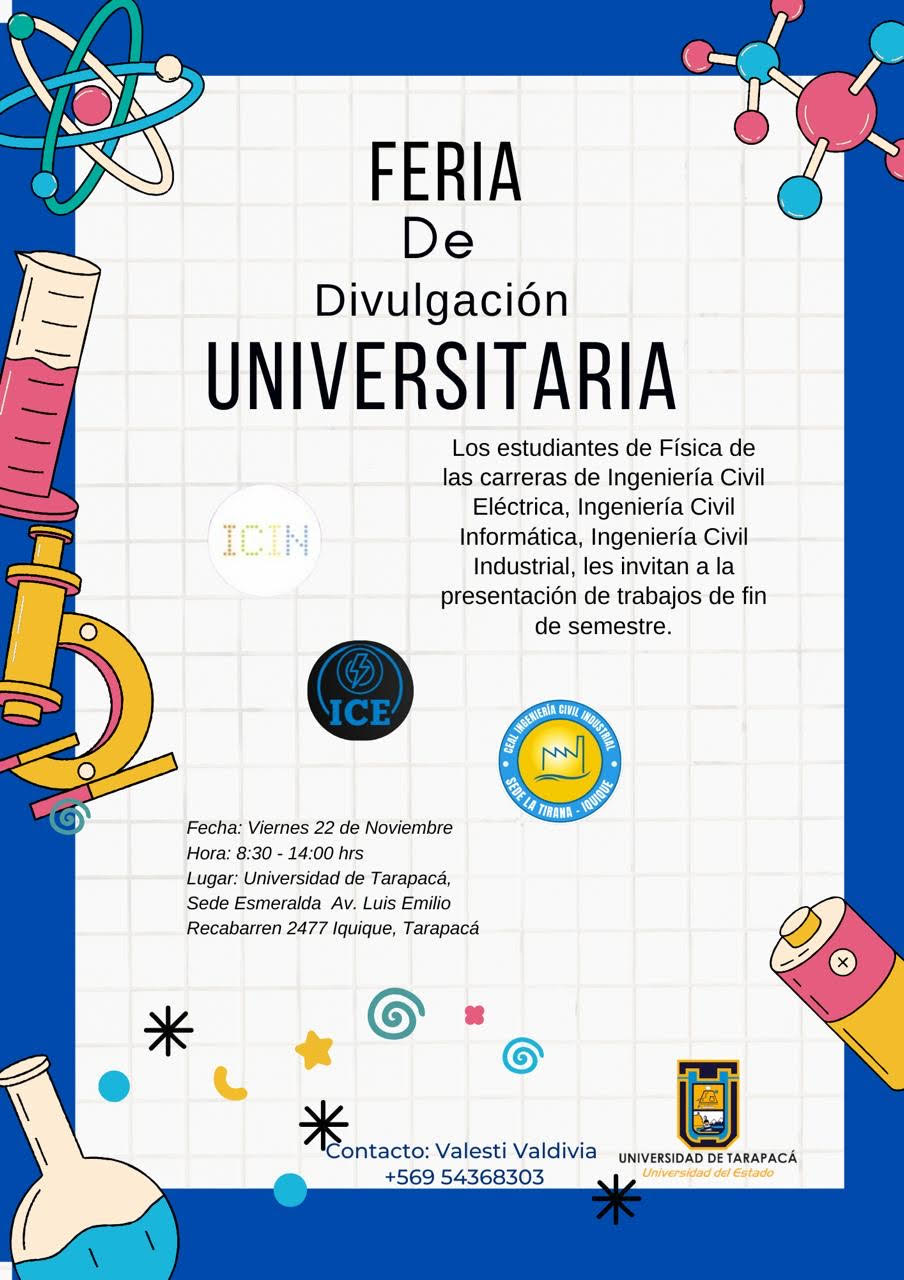 FERIA
De
Divulgación
UNIVERSITARIA
Los estudiantes de Física de
las carreras de Ingeniería Civil
Eléctrica, Ingeniería Civil
Informática, Ingeniería Civil
Industrial, les invitan a la
presentación de trabajos de fin
de semestre.
ICIN
ICE
CEAL INGENIERÍA CIVIL INDUSTRIAL
SEDE LA TIRANA - IQUIQUE
Fecha: Viernes 22 de Noviembre
Hora: 8:30 - 14:00 hrs
Lugar: Universidad de Tarapacá,
Sede Esmeralda  Av. Luis Emilio
Recabarren 2477 Iquique, Tarapacá
Contacto: Valesti Valdivia
+569 54368303
UNIVERSIDAD DE TARAPACÁ
Universidad del Estado